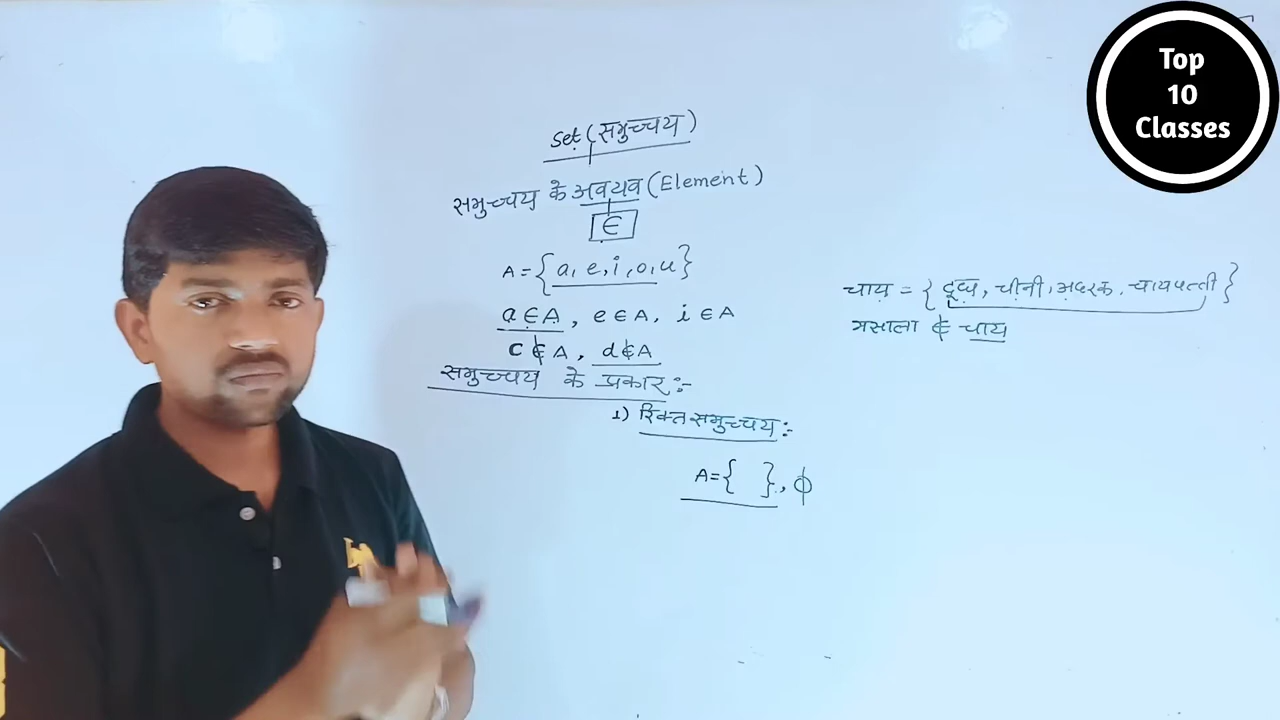 Set (समुच्चय)
समुच्चय के अवयव (Element)
∈
A = { a, e, i, o, u }
a ∈ A, e ∈ A, i ∈ A
c ∉ A, d ∉ A
समुच्चय के प्रकार :-
1) रिक्त समुच्चय :-
A = { }, ϕ
चाय = { दूध, चीनी, अदरक, चायपत्ती }
मसाला ∉ चाय
Top
10
Classes